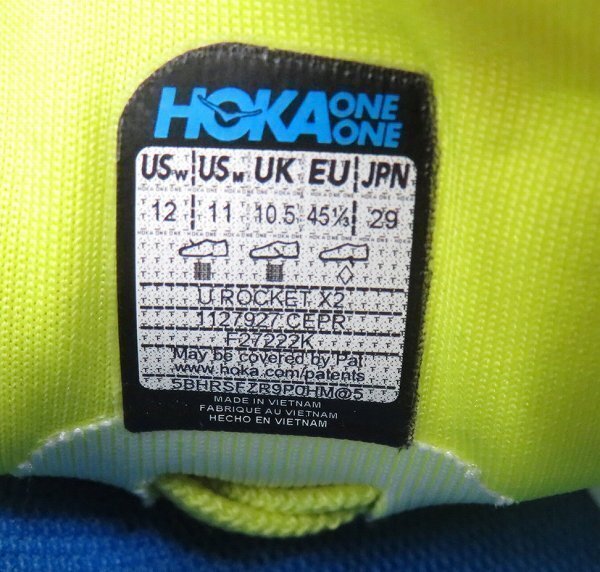 HOKA ONE ONE
USW USM UK EU JPN
12 11 10.5 45⅓ 29
U ROCKET X2
1127927 CEPR
F27222K
May be covered by Pat
www.hoka.com/patents
5BHRSFZR9P0HM@5
MADE IN VIETNAM
FABRIQUE AU VIETNAM
HECHO EN VIETNAM